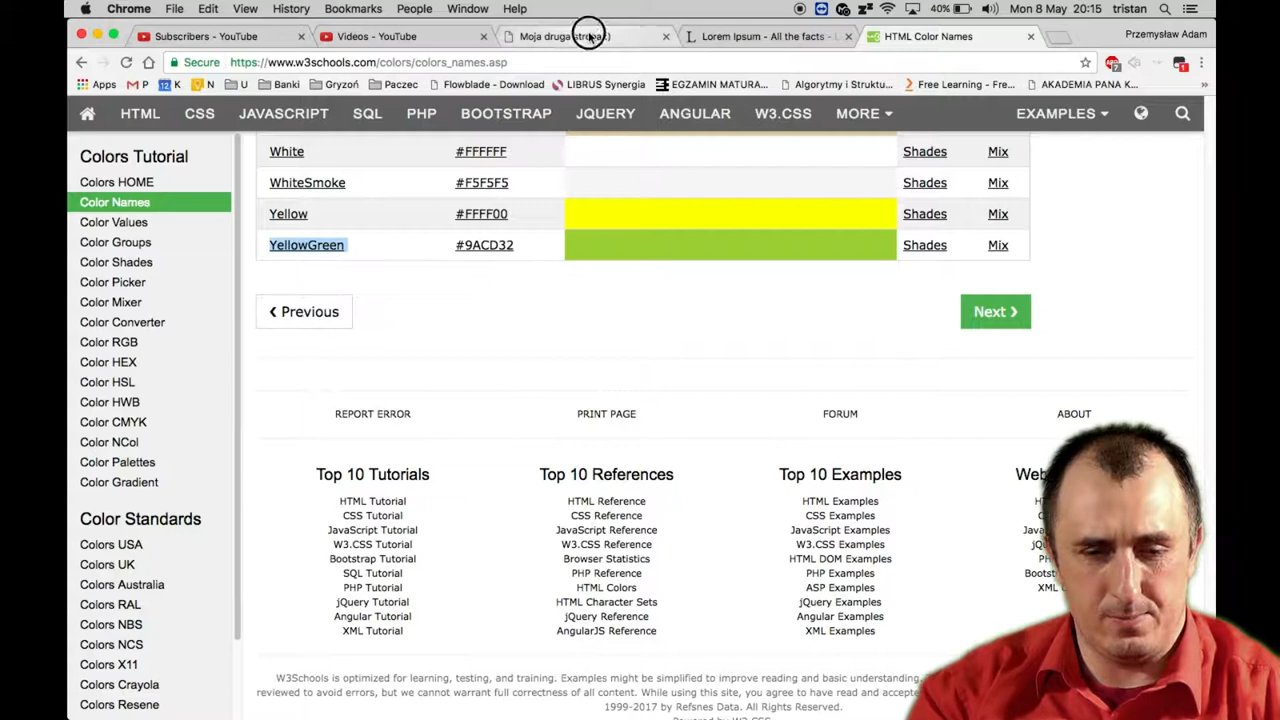 Chrome File Edit View History Bookmarks People Window Help 40% Mon 8 May 20:15 tristan
Subscribers - YouTube Videos - YouTube Moja druga Lorem Ipsum - All the facts - L HTML Color Names Przemysław Adam
Secure https://www.w3schools.com/colors/colors_names.asp
Apps P K N U Banki Gryzoń Paczec Flowblade - Download LIBRUS Synergia EGZAMIN MATURA... Algorytmy i Struktu... Free Learning - Fre... AKADEMIA PANA K...
HTML CSS JAVASCRIPT SQL PHP BOOTSTRAP JQUERY ANGULAR W3.CSS MORE EXAMPLES
Colors Tutorial
Colors HOME
Color Names
Color Values
Color Groups
Color Shades
Color Picker
Color Mixer
Color Converter
Color RGB
Color HEX
Color HSL
Color HWB
Color CMYK
Color NCol
Color Palettes
Color Gradient
Color Standards
Colors USA
Colors UK
Colors Australia
Colors RAL
Colors NBS
Colors NCS
Colors X11
Colors Crayola
Colors Resene
White #FFFFFF Shades Mix
WhiteSmoke #F5F5F5 Shades Mix
Yellow #FFFF00 Shades Mix
YellowGreen #9ACD32 Shades Mix
❮ Previous Next ❯
REPORT ERROR PRINT PAGE FORUM ABOUT
Top 10 Tutorials
HTML Tutorial
CSS Tutorial
JavaScript Tutorial
W3.CSS Tutorial
Bootstrap Tutorial
SQL Tutorial
PHP Tutorial
jQuery Tutorial
Angular Tutorial
XML Tutorial
Top 10 References
HTML Reference
CSS Reference
JavaScript Reference
W3.CSS Reference
Browser Statistics
PHP Reference
HTML Colors
HTML Character Sets
jQuery Reference
AngularJS Reference
Top 10 Examples
HTML Examples
CSS Examples
JavaScript Examples
W3.CSS Examples
HTML DOM Examples
PHP Examples
ASP Examples
jQuery Examples
Angular Examples
XML Examples
W3Schools is optimized for learning, testing, and training. Examples might be simplified to improve reading and basic understanding.
reviewed to avoid errors, but we cannot warrant full correctness of all content. While using this site, you agree to have read and accepte
1999-2017 by Refsnes Data. All Rights Reserved.
Powered by W3.CSS